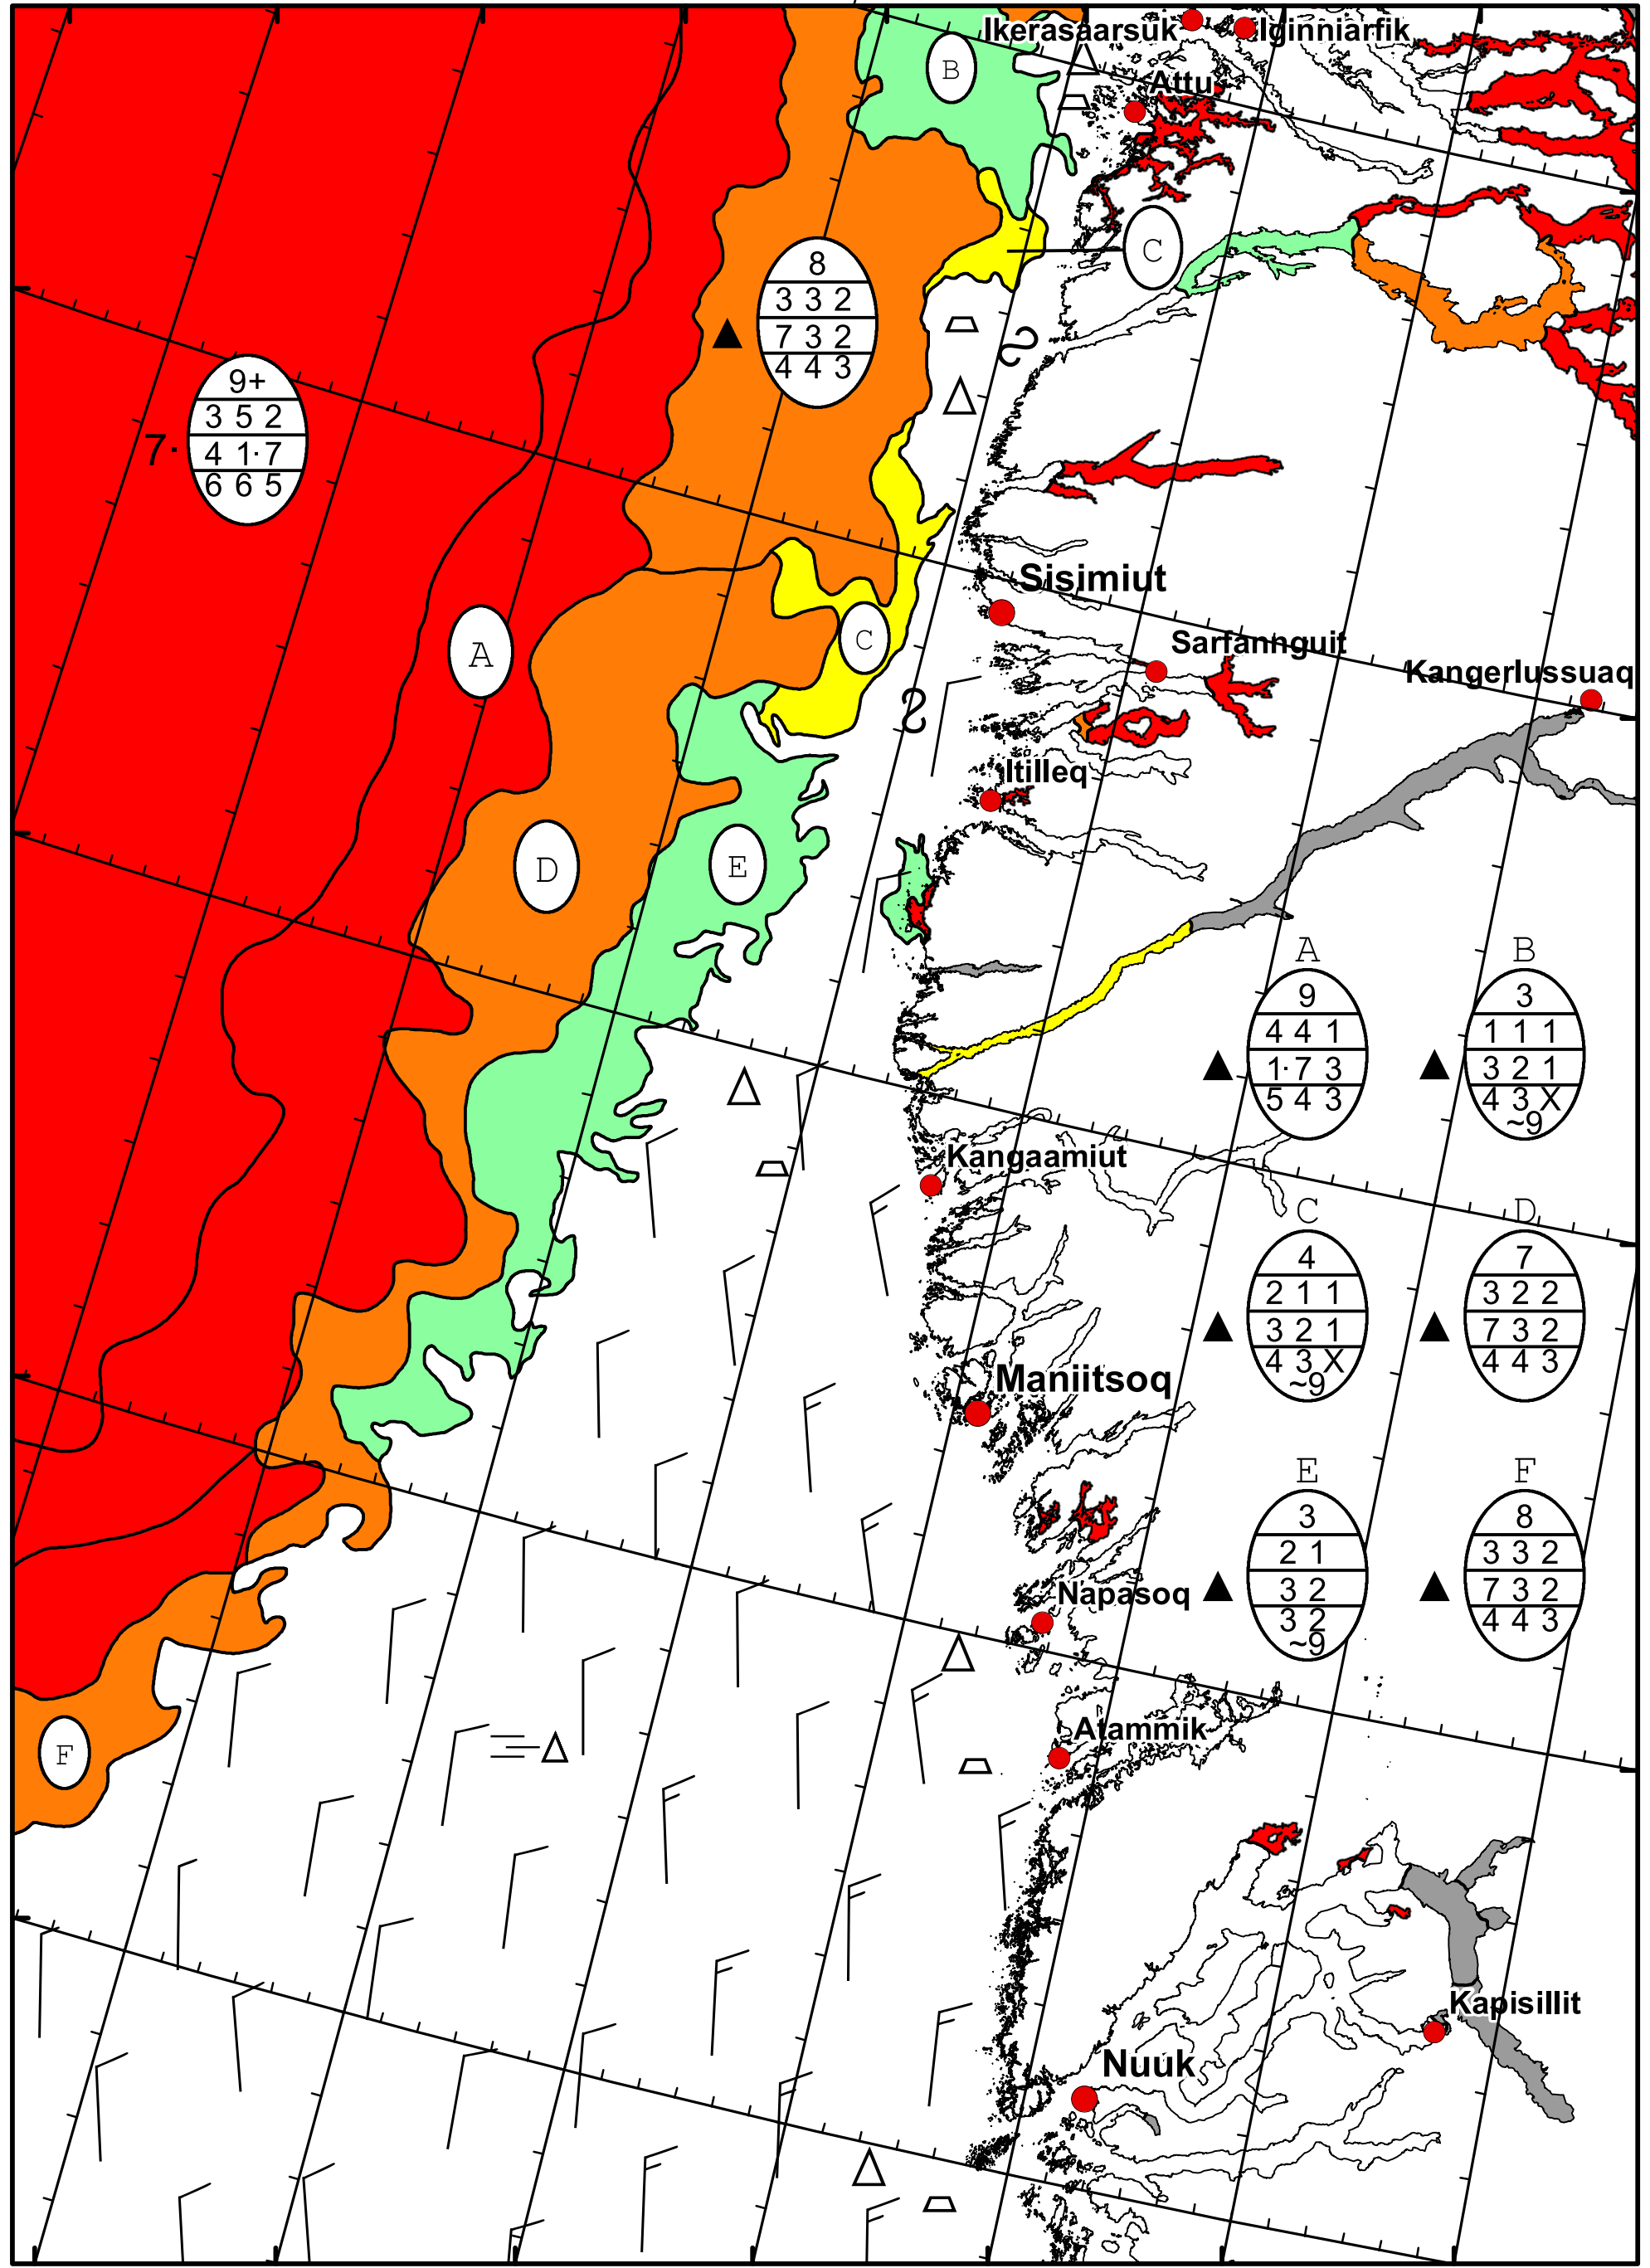 Ikerasaarsuk
Iginniarfik
B
Attu
C
8
3 3 2
7 3 2
4 4 3
9+
3 5 2
7· 4 1· 7
6 6 5
Sisimiut
A
C
Sarfannguit
Kangerlussuaq
Itilleq
D
E
A
9
4 4 1
1· 7 3
5 4 3
B
3
1 1 1
3 2 1
4 3 X
~9
Kangaamiut
C
4
2 1 1
3 2 1
4 3 X
~9
D
7
3 2 2
7 3 2
4 4 3
Maniitsoq
E
3
2 1
3 2
3 2
~9
F
8
3 3 2
7 3 2
4 4 3
Napasoq
Atammik
F
Kapisillit
Nuuk